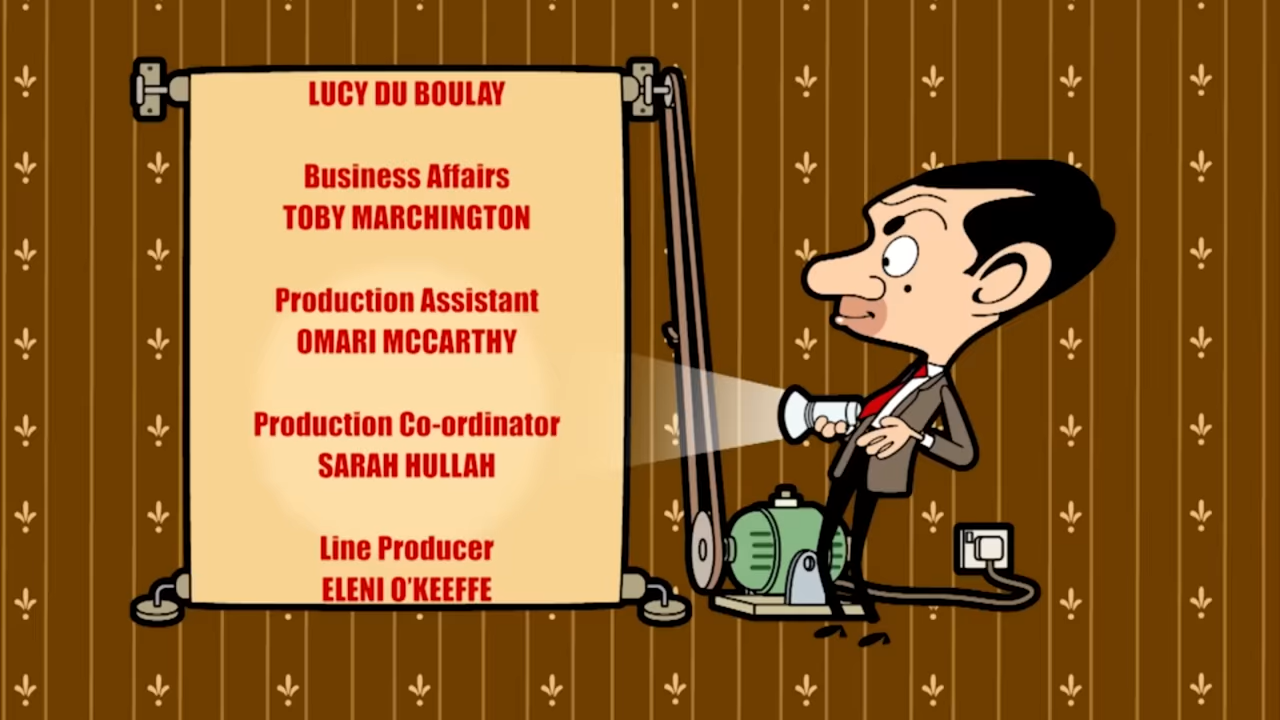 LUCY DU BOULAY
Business Affairs
TOBY MARCHINGTON
Production Assistant
OMARI MCCARTHY
Production Co-ordinator
SARAH HULLAH
Line Producer
ELENI O'KEEFFE